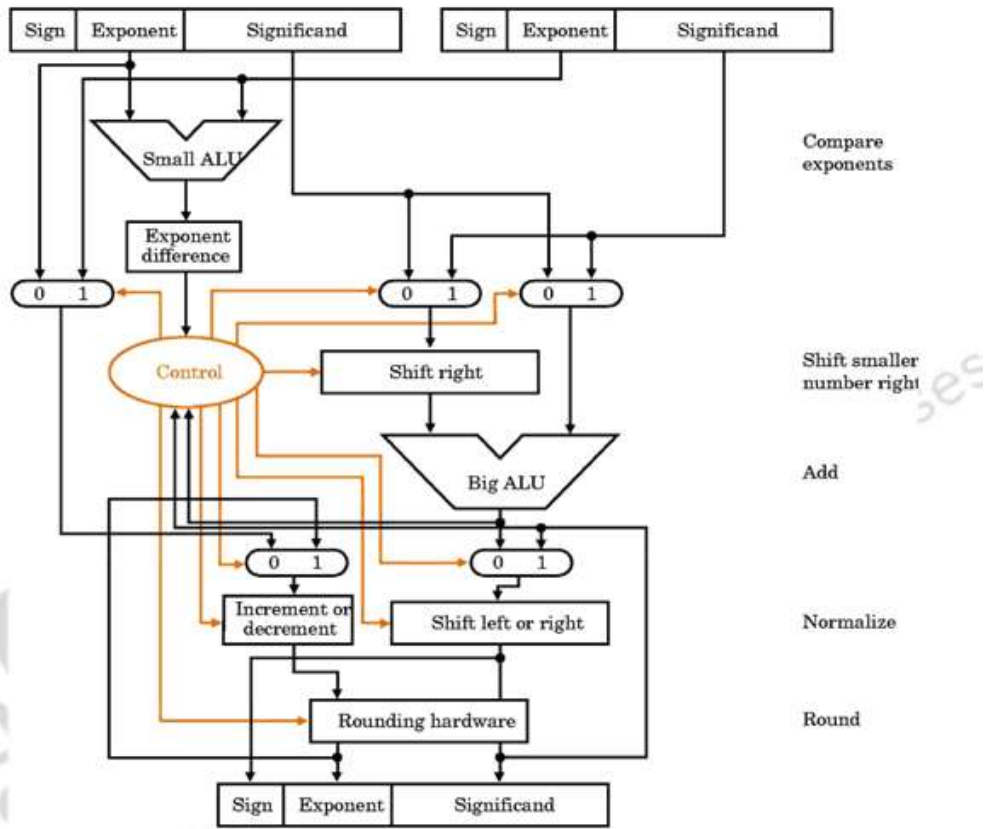 Sign Exponent Significand Sign Exponent Significand
Small ALU
Compare
exponents
Exponent
difference
0 1 0 1 0 1
Control
Shift right
Shift smaller
number right
Big ALU
Add
0 1 0 1
Increment or
decrement
Shift left or right
Normalize
Rounding hardware
Round
Sign Exponent Significand